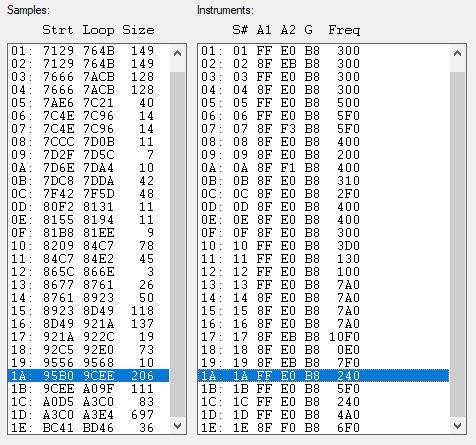 Samples: Instruments:
Strt Loop Size S# A1 A2 G Freq
01: 7129 764B 149 01: 01 FF E0 B8 300
02: 7129 764B 149 02: 02 8F EB B8 300
03: 7666 7ACB 128 03: 03 FF E0 B8 300
04: 7666 7ACB 128 04: 04 8F E0 B8 300
05: 7AE6 7C21 40 05: 05 FF E0 B8 500
06: 7C4E 7C96 14 06: 06 FF E0 B8 5F0
07: 7C4E 7C96 14 07: 07 8F F3 B8 5F0
08: 7CCC 7D0B 11 08: 08 8F E0 B8 400
09: 7D2F 7D5C 7 09: 09 8F E0 B8 200
0A: 7D6E 7DA4 10 0A: 0A 8F F1 B8 400
0B: 7DC8 7DDA 42 0B: 0B 8F E0 B8 310
0C: 7F42 7F5D 48 0C: 0C 8F E0 B8 2F0
0D: 80F2 8131 11 0D: 0D 8F E0 B8 400
0E: 8155 8194 11 0E: 0E 8F E0 B8 400
0F: 81B8 81EE 9 0F: 0F 8F E0 B8 300
10: 8209 84C7 78 10: 10 FF E0 B8 3D0
11: 84C7 84E2 45 11: 11 FF E0 B8 130
12: 865C 866E 3 12: 12 FF E0 B8 100
13: 8677 8761 26 13: 13 FF E0 B8 7A0
14: 8761 8923 50 14: 14 8F E0 B8 7A0
15: 8923 8D49 118 15: 15 8F E0 B8 7A0
16: 8D49 921A 137 16: 16 8F E0 B8 7A0
17: 921A 922C 19 17: 17 8F EB B8 10F0
18: 92C5 92E0 73 18: 18 8F E0 B8 0E0
19: 9556 9568 10 19: 19 8F EB B8 7F0
1A: 95B0 9CEE 206 1A: 1A FF E0 B8 240
1B: 9CEE A09F 111 1B: 1B FF E0 B8 5F0
1C: A0D5 A3C0 83 1C: 1C FF E0 B8 240
1D: A3C0 A3E4 697 1D: 1D FF E0 B8 4A0
1E: BC41 BD46 36 1E: 1E 8F F0 B8 6F0